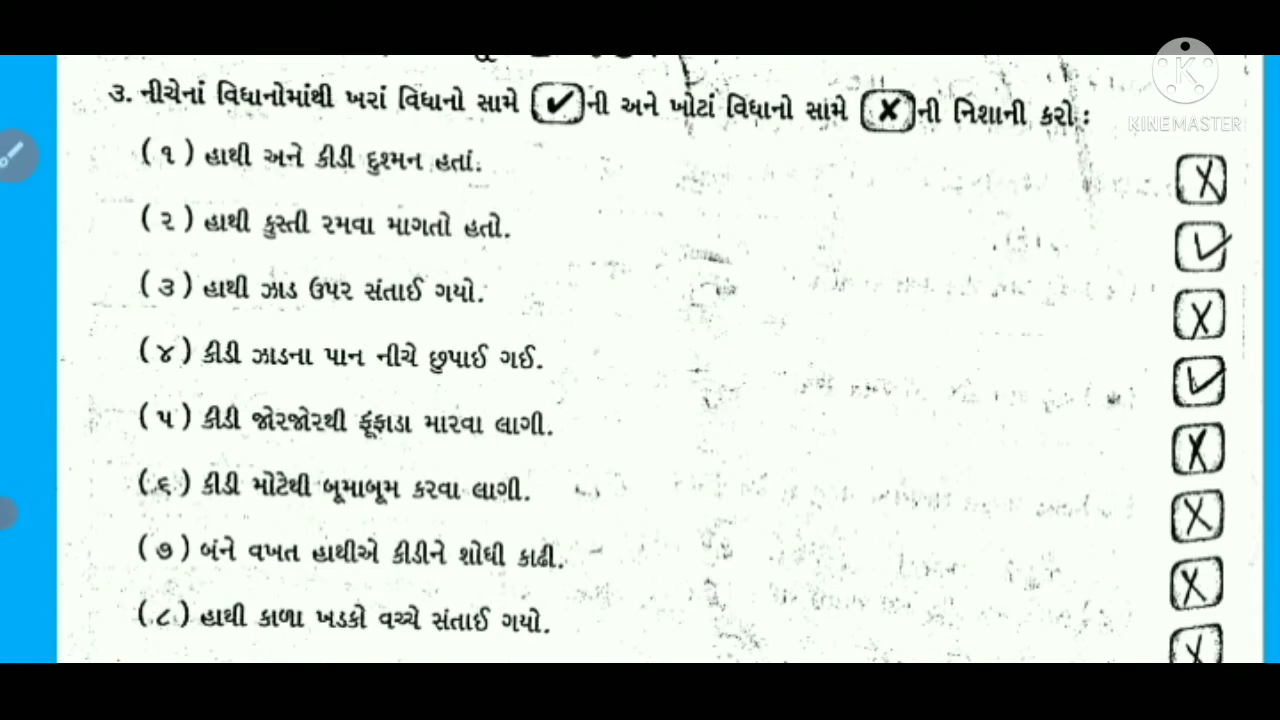 KINEMASTER
૩. નીચેનાં વિધાનોમાંથી ખરાં વિધાનો સામે ✔ ની અને ખોટાં વિધાનો સામે ✘ ની નિશાની કરો :
(૧) હાથી અને કીડી દુશ્મન હતાં. ✗
(૨) હાથી કુસ્તી રમવા માગતો હતો. ✓
(૩) હાથી ઝાડ ઉપર સંતાઈ ગયો. ✗
(૪) કીડી ઝાડના પાન નીચે છુપાઈ ગઈ. ✓
(૫) કીડી જોરજોરથી ફૂંફાડા મારવા લાગી. ✗
(૬) કીડી મોટેથી બૂમાબૂમ કરવા લાગી. ✗
(૭) બંને વખત હાથીએ કીડીને શોધી કાઢી. ✗
(૮) હાથી કાળા ખડકો વચ્ચે સંતાઈ ગયો.